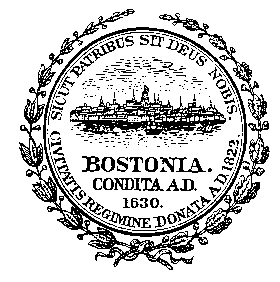 SICUT PATRIBUS SIT DEUS NOBIS.
BOSTONIA.
CONDITA A.D.
1630.
CIVITATIS REGIMINE DONATA A.D. 1822